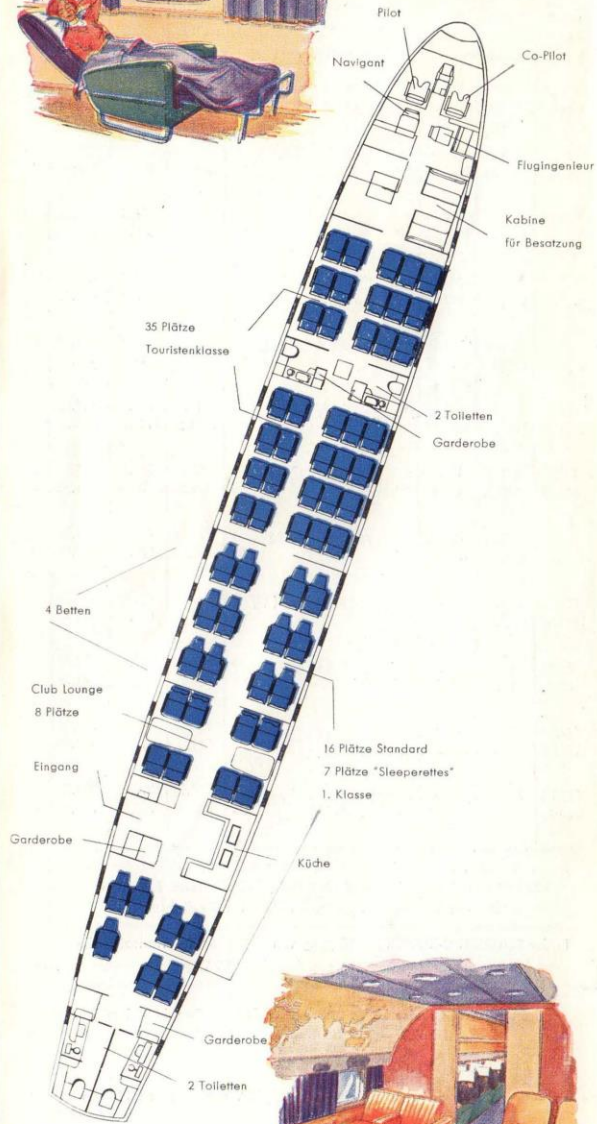 Pilot
Co-Pilot
Navigant
Flugingenieur
Kabine
für Besatzung
35 Plätze
Touristenklasse
2 Toiletten
Garderobe
4 Betten
Club Lounge
8 Plätze
16 Plätze Standard
7 Plätze "Sleeperettes"
1. Klasse
Eingang
Garderobe
Küche
Garderobe
2 Toiletten